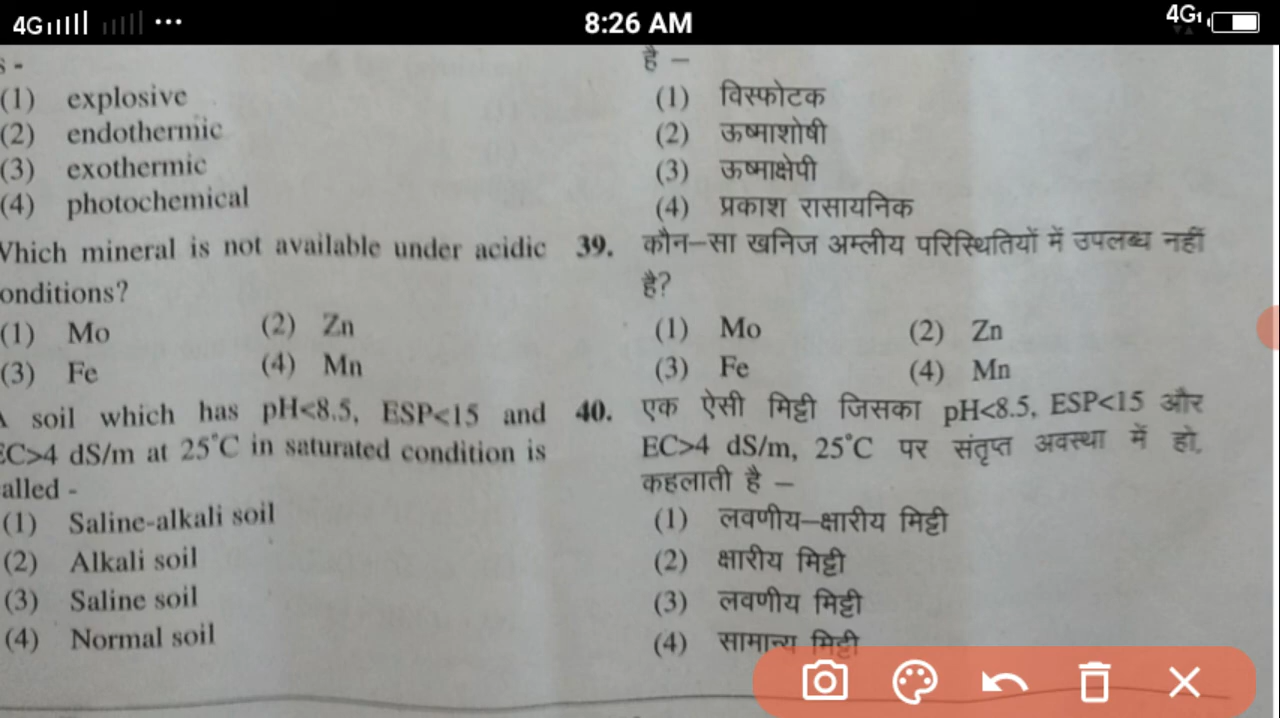 4G
8:26 AM
4G
s -
(1) explosive
(2) endothermic
(3) exothermic
(4) photochemical
Which mineral is not available under acidic
onditions?
(1) Mo (2) Zn
(3) Fe (4) Mn
A soil which has pH<8.5, ESP<15 and
EC>4 dS/m at 25°C in saturated condition is
alled -
(1) Saline-alkali soil
(2) Alkali soil
(3) Saline soil
(4) Normal soil
है –
(1) विस्फोटक
(2) ऊष्माशोषी
(3) ऊष्माक्षेपी
(4) प्रकाश रासायनिक
39. कौन–सा खनिज अम्लीय परिस्थितियों में उपलब्ध नहीं
है?
(1) Mo (2) Zn
(3) Fe (4) Mn
40. एक ऐसी मिट्टी जिसका pH<8.5, ESP<15 और
EC>4 dS/m, 25°C पर संतृप्त अवस्था में हो,
कहलाती है –
(1) लवणीय–क्षारीय मिट्टी
(2) क्षारीय मिट्टी
(3) लवणीय मिट्टी
(4) सामान्य मिट्टी